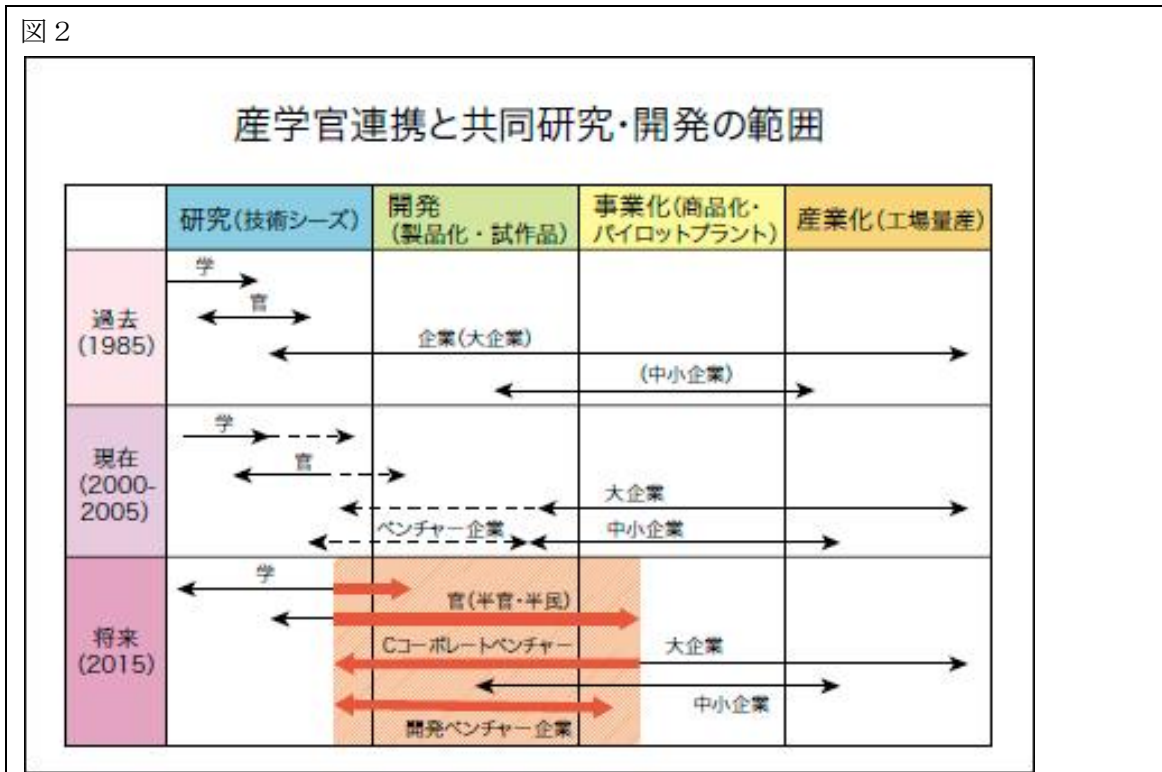 図2
産学官連携と共同研究・開発の範囲
研究(技術シーズ)
開発
(製品化・試作品)
事業化(商品化・
パイロットプラント)
産業化(工場量産)
過去
(1985)
学
官
企業(大企業)
(中小企業)
現在
(2000-
2005)
学
官
大企業
ベンチャー企業
中小企業
将来
(2015)
学
官(半官・半民)
Cコーポレートベンチャー
大企業
中小企業
開発ベンチャー企業